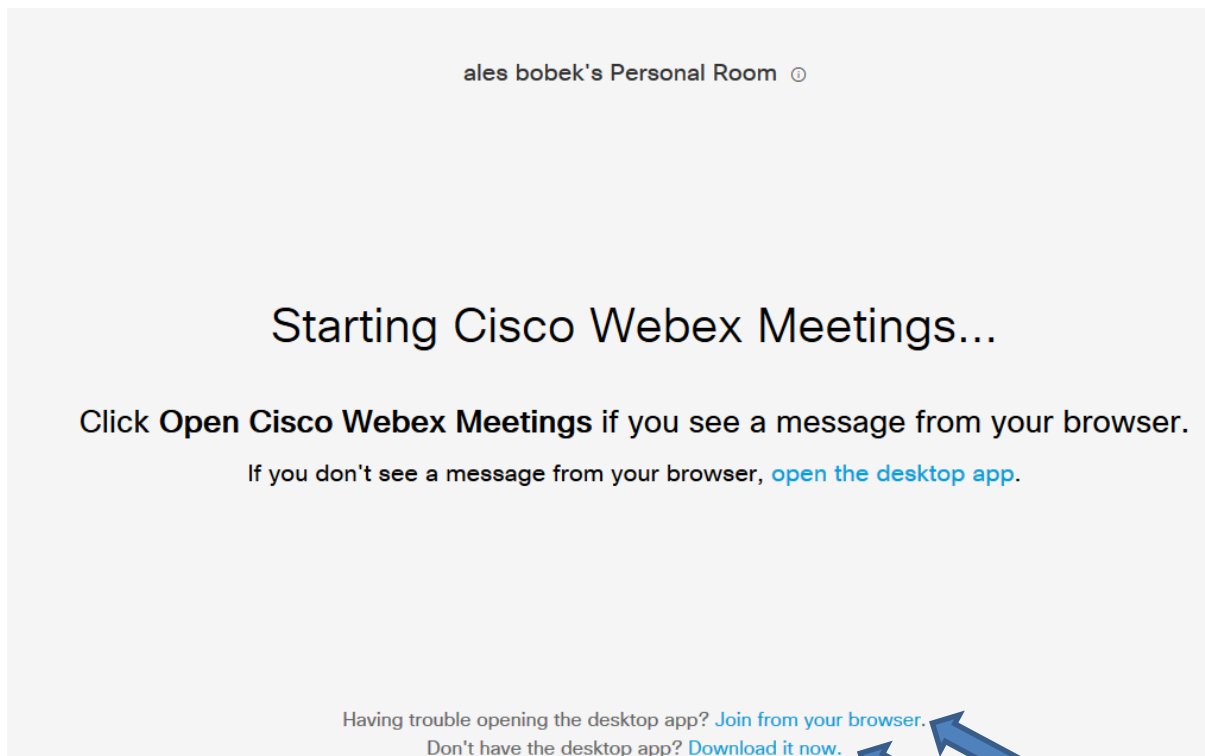 ales bobek's Personal Room
Starting Cisco Webex Meetings...
Click Open Cisco Webex Meetings if you see a message from your browser.
If you don't see a message from your browser, open the desktop app.
Having trouble opening the desktop app? Join from your browser.
Don't have the desktop app? Download it now.